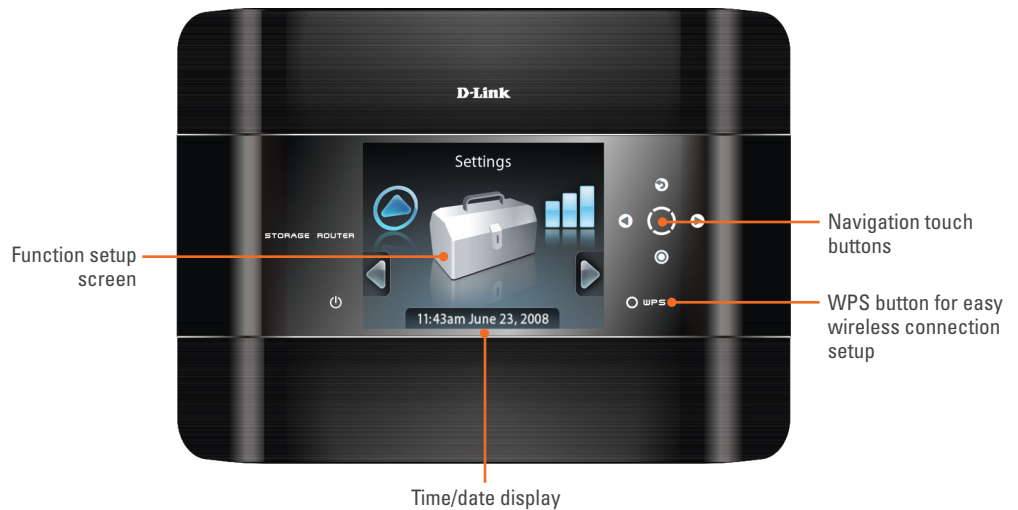 D-Link
Settings
STORAGE ROUTER
11:43am June 23, 2008
WPS
Function setup
screen
Navigation touch
buttons
WPS button for easy
wireless connection
setup
Time/date display